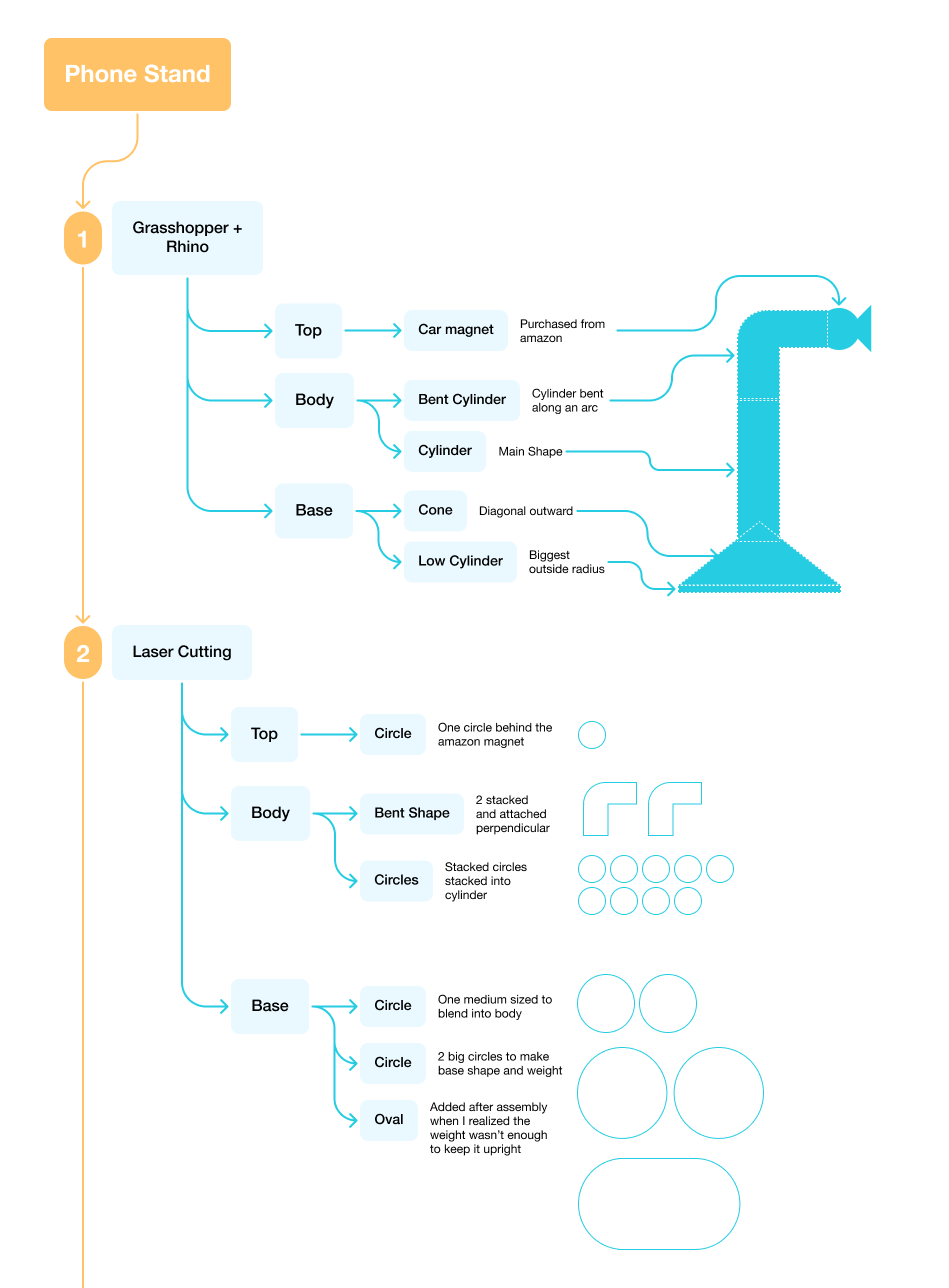 Phone Stand
1
Grasshopper +
Rhino
Top
Car magnet
Purchased from
amazon
Body
Bent Cylinder
Cylinder bent
along an arc
Cylinder
Main Shape
Base
Cone
Diagonal outward
Low Cylinder
Biggest
outside radius
2
Laser Cutting
Top
Circle
One circle behind the
amazon magnet
Body
Bent Shape
2 stacked
and attached
perpendicular
Circles
Stacked circles
stacked into
cylinder
Base
Circle
One medium sized to
blend into body
Circle
2 big circles to make
base shape and weight
Oval
Added after assembly
when I realized the
weight wasn't enough
to keep it upright